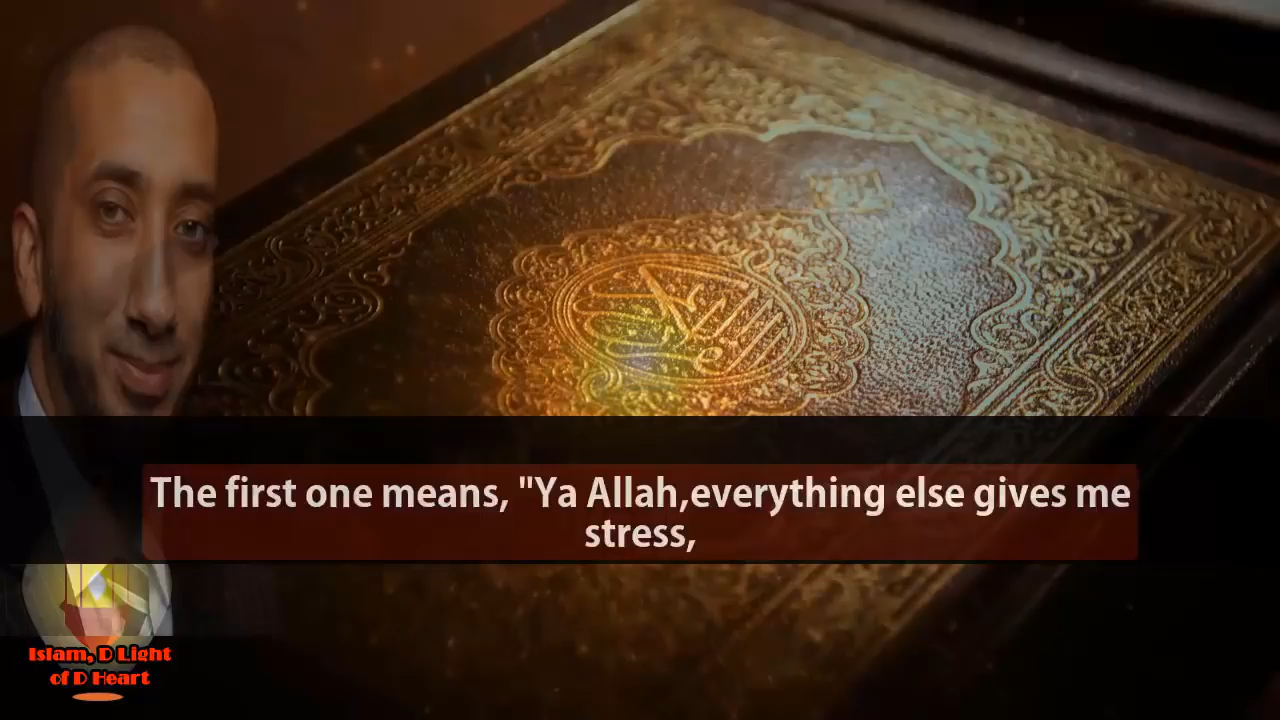 The first one means, "Ya Allah,everything else gives me
stress,
Islam, D Light
of D Heart